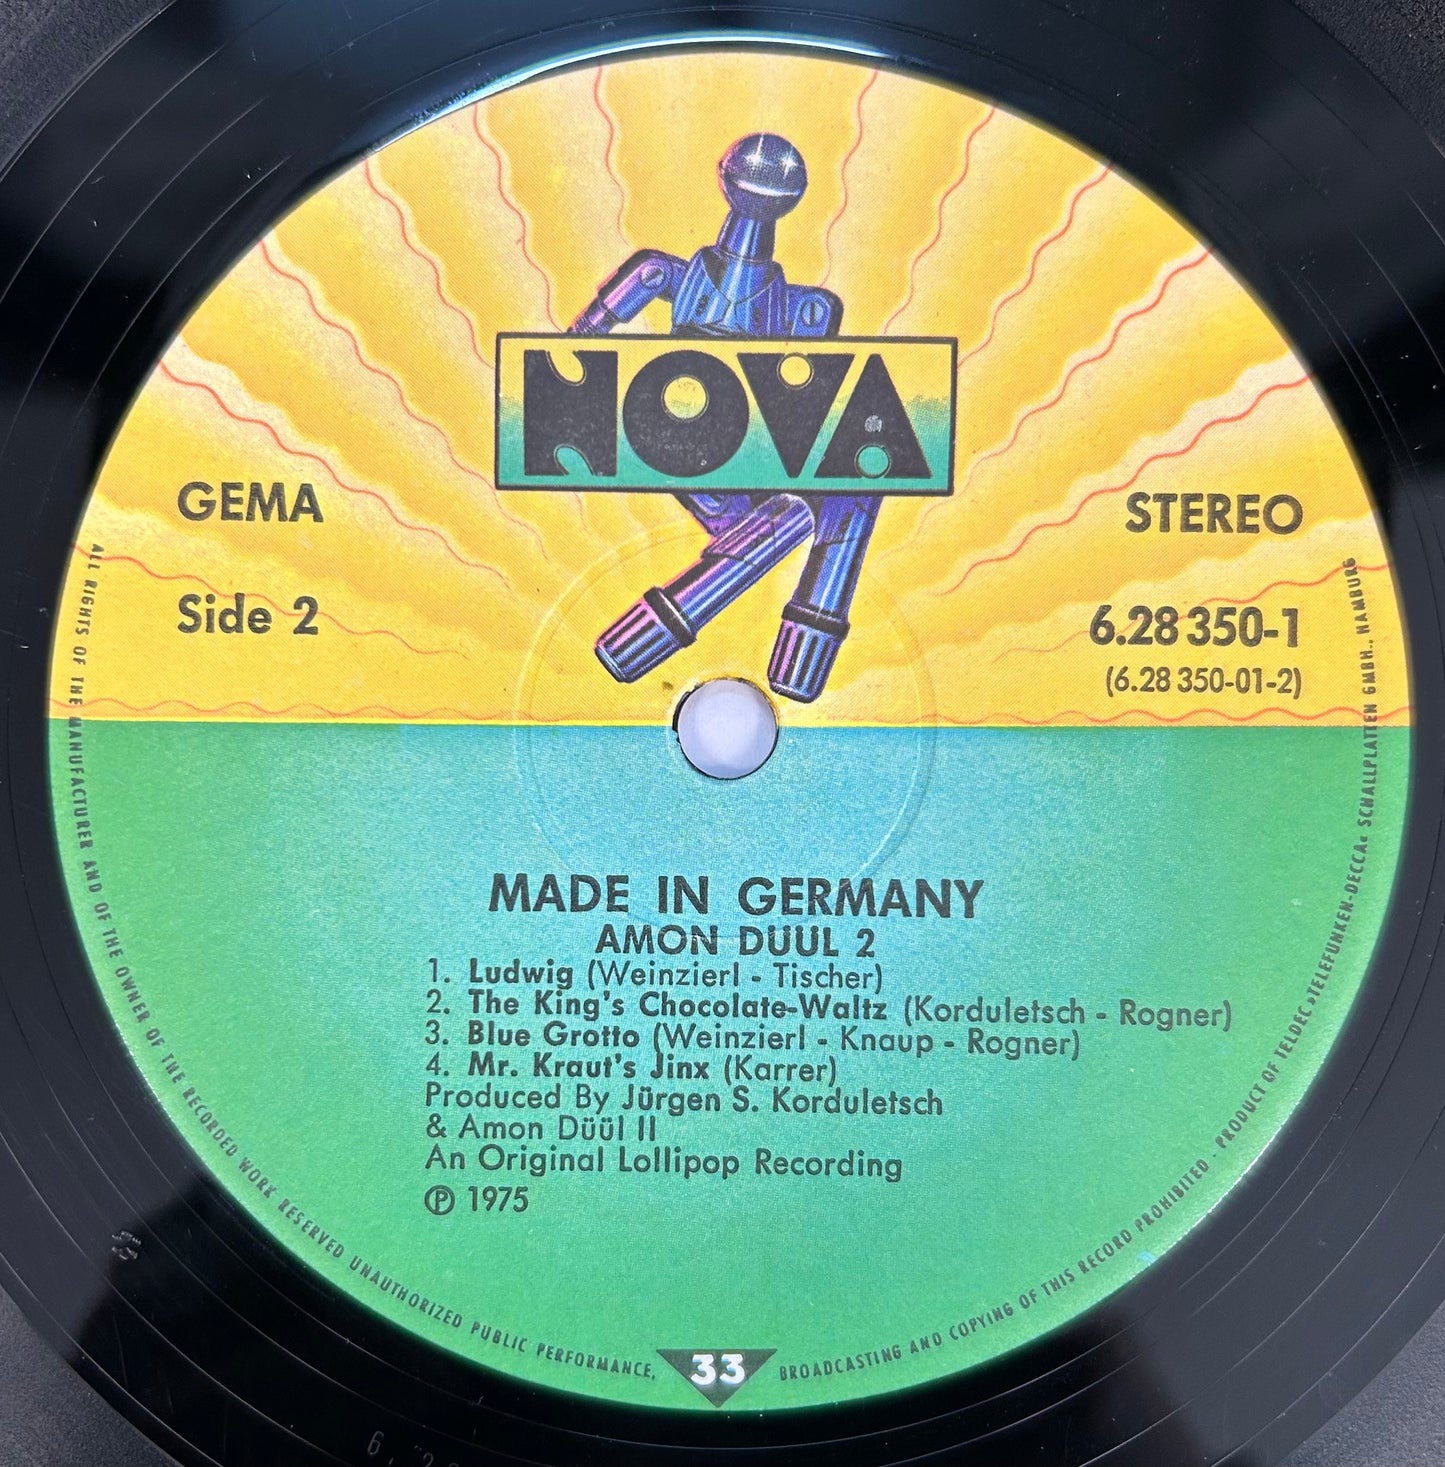 NOVA
GEMA
STEREO
Side 2
6.28 350-1
(6.28 350-01-2)
MADE IN GERMANY
AMON DÜÜL 2
1. Ludwig (Weinzierl - Tischer)
2. The King's Chocolate-Waltz (Korduletsch - Rogner)
3. Blue Grotto (Weinzierl - Knaup - Rogner)
4. Mr. Kraut's Jinx (Karrer)
Produced By Jürgen S. Korduletsch
& Amon Düül II
An Original Lollipop Recording
℗ 1975
ALL RIGHTS OF THE MANUFACTURER AND OF THE OWNER OF THE RECORDED WORK RESERVED UNAUTHORIZED PUBLIC PERFORMANCE,
33
BROADCASTING AND COPYING OF THIS RECORD PROHIBITED - PRODUCT OF TELDEC »TELEFUNKEN-DECCA« SCHALLPLATTEN GMBH., HAMBURG